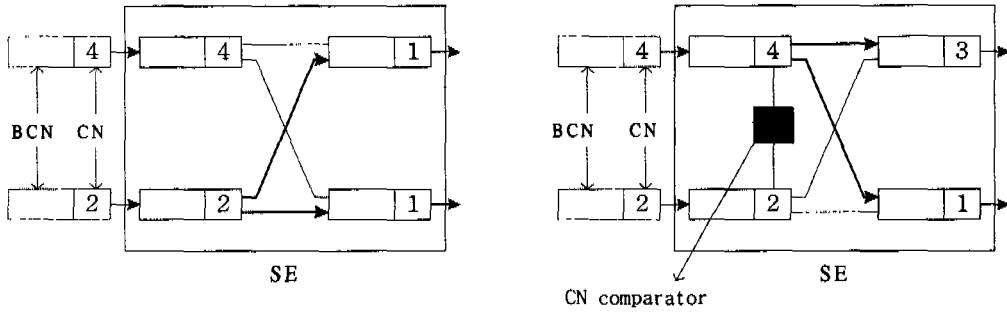 4 4 1
BCN CN
2 2 1
SE
4 4 3
BCN CN
2 2 1
SE
CN comparator